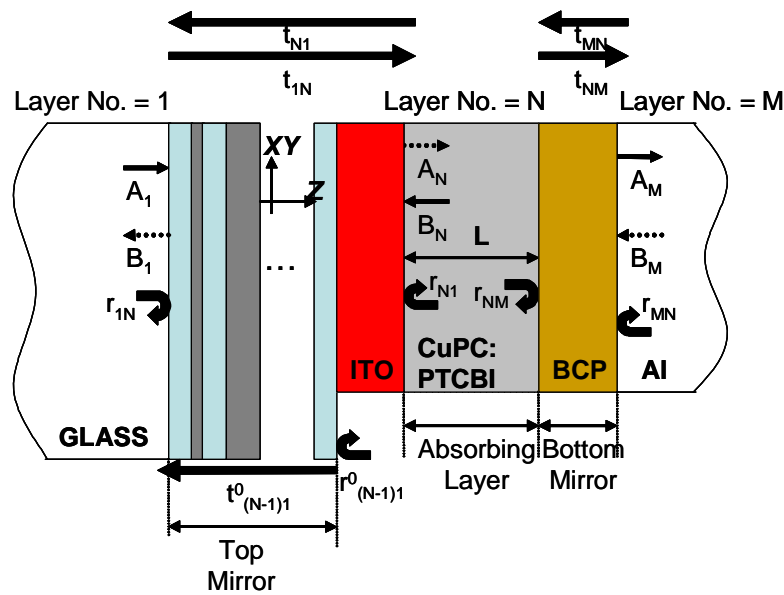 t_N1
t_1N
t_MN
t_NM
Layer No. = 1
Layer No. = N
Layer No. = M
XY
Z
A_1
B_1
r_1N
...
A_N
B_N
L
r_N1
r_NM
A_M
B_M
r_MN
CuPC:
PTCBI
ITO
BCP
Al
GLASS
t^0_(N-1)1
r^0_(N-1)1
Absorbing
Layer
Bottom
Mirror
Top
Mirror